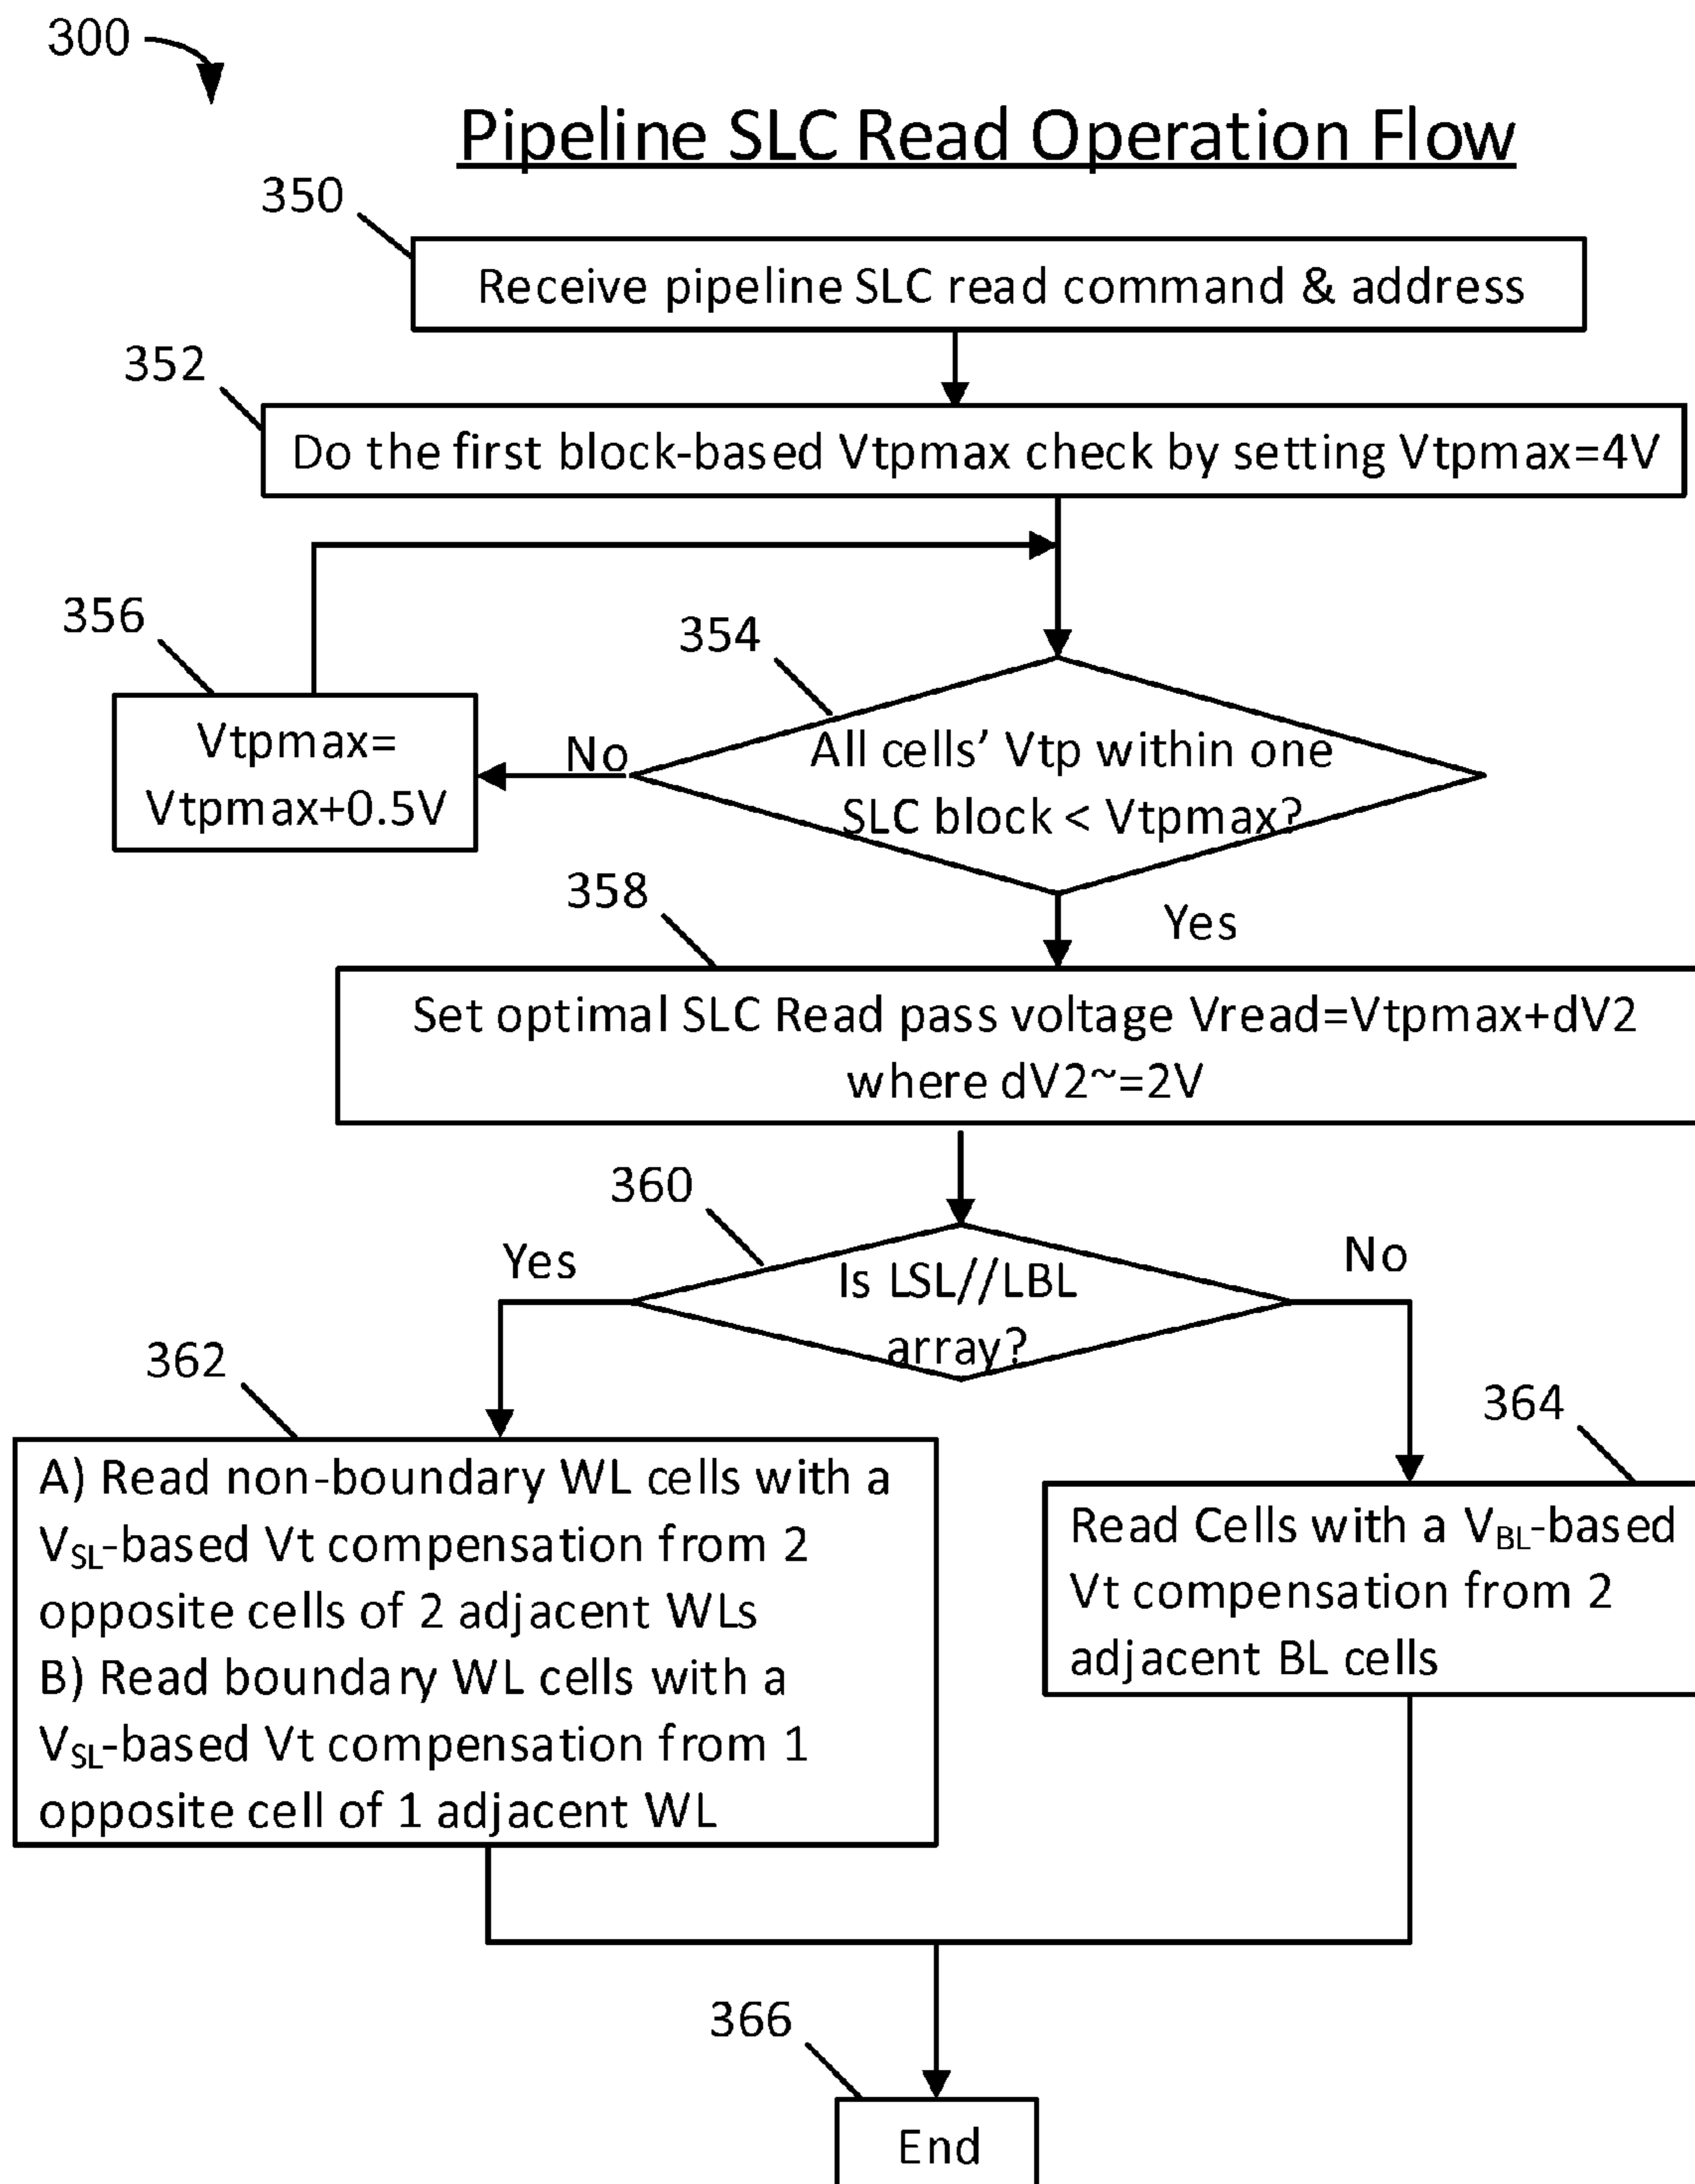 300
Pipeline SLC Read Operation Flow
350
Receive pipeline SLC read command & address
352
Do the first block-based Vtpmax check by setting Vtpmax=4V
356
354
Vtpmax=
Vtpmax+0.5V
No
All cells’ Vtp within one
SLC block < Vtpmax?
358
Yes
Set optimal SLC Read pass voltage Vread=Vtpmax+dV2
where dV2~=2V
360
Yes
Is LSL//LBL
array?
No
362
364
A) Read non-boundary WL cells with a
VSL-based Vt compensation from 2
opposite cells of 2 adjacent WLs
B) Read boundary WL cells with a
VSL-based Vt compensation from 1
opposite cell of 1 adjacent WL
Read Cells with a VBL-based
Vt compensation from 2
adjacent BL cells
366
End